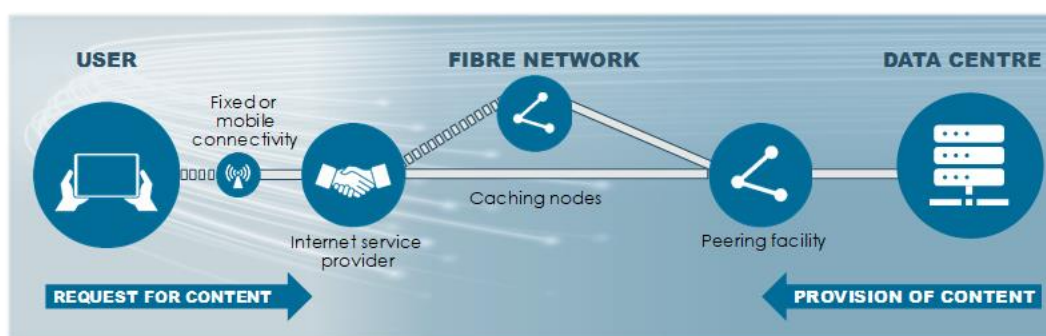 USER
FIBRE NETWORK
DATA CENTRE
Fixed or
mobile
connectivity
Caching nodes
Internet service
provider
Peering facility
REQUEST FOR CONTENT
PROVISION OF CONTENT